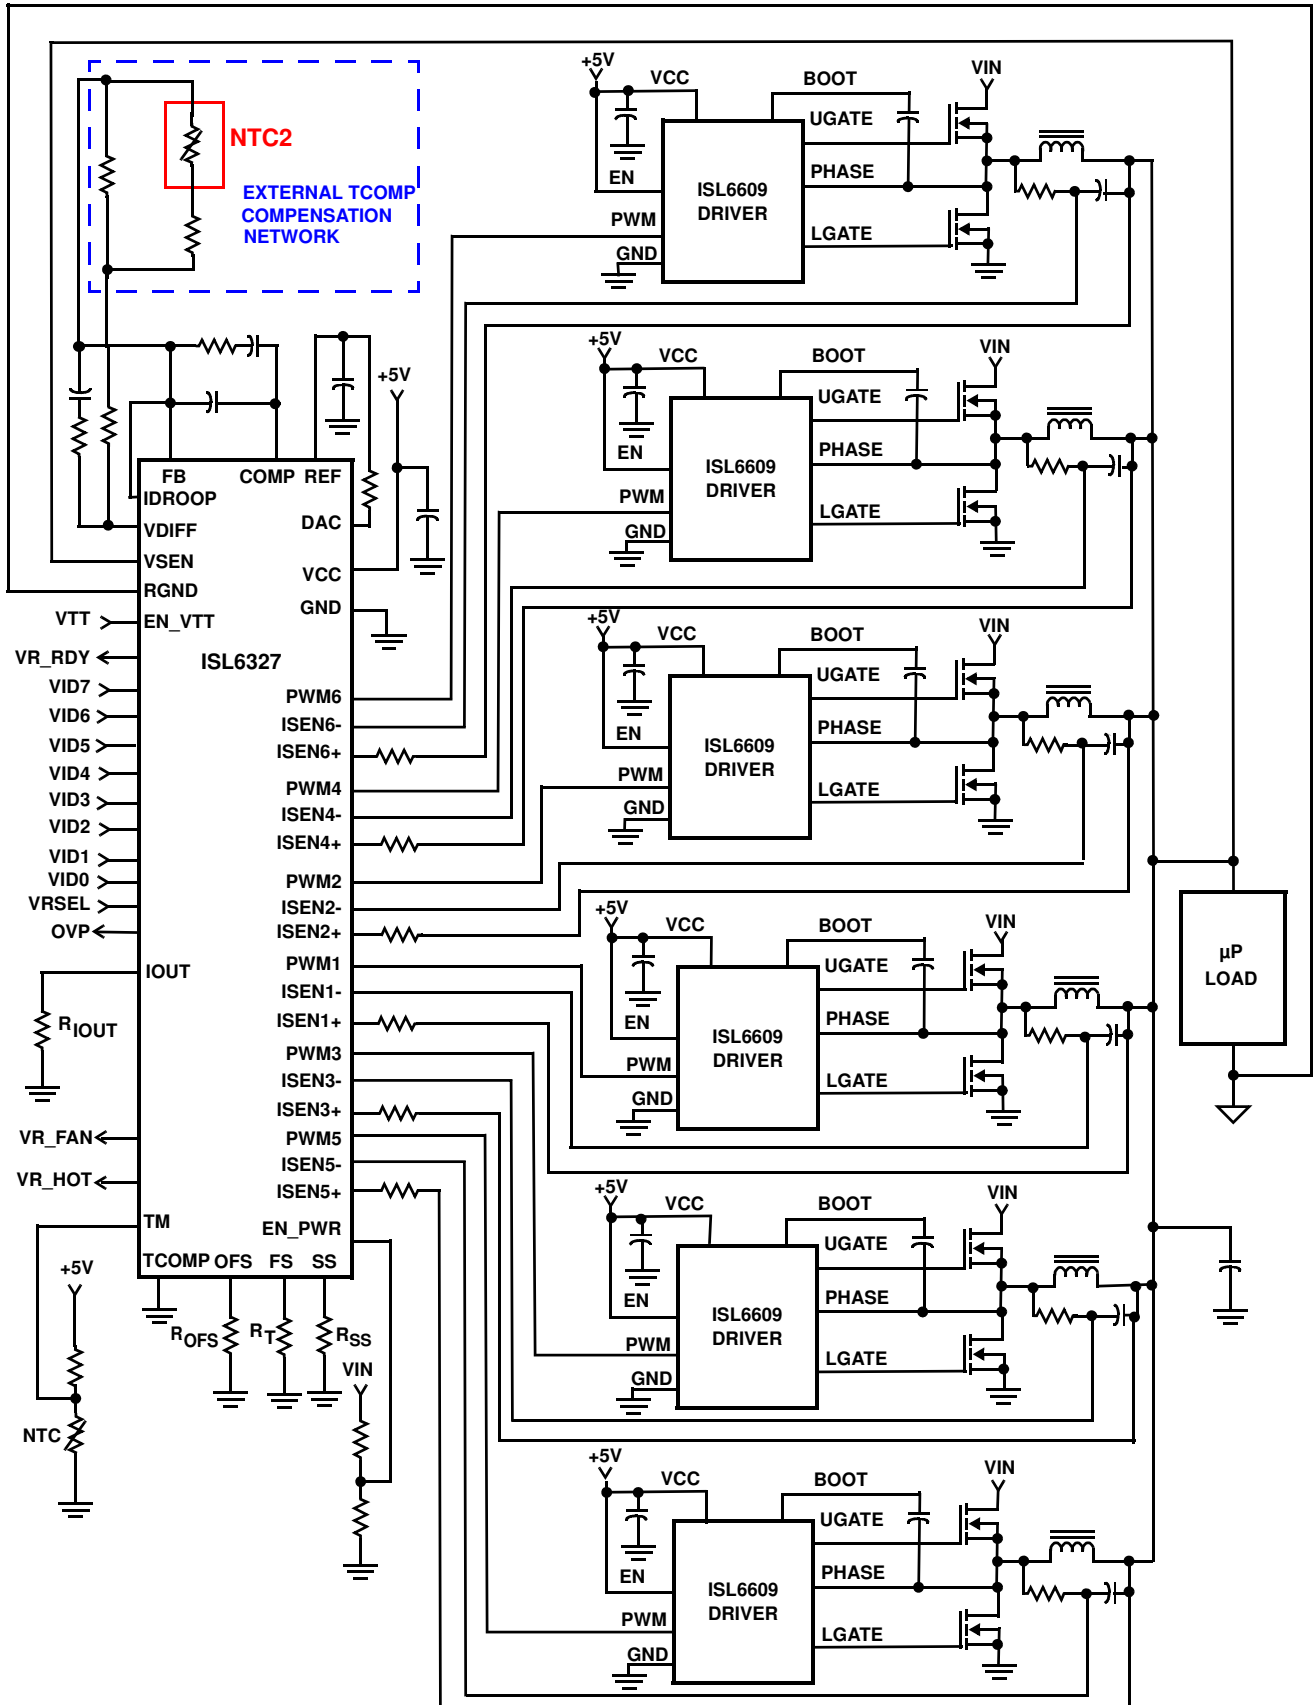 NTC2
EXTERNAL TCOMP
COMPENSATION
NETWORK
+5V
VCC
BOOT
VIN
UGATE
EN
PHASE
ISL6609
DRIVER
PWM
LGATE
GND
+5V
VCC
BOOT
VIN
UGATE
EN
PHASE
ISL6609
DRIVER
PWM
LGATE
GND
+5V
VCC
BOOT
VIN
UGATE
EN
PHASE
ISL6609
DRIVER
PWM
LGATE
GND
+5V
VCC
BOOT
VIN
UGATE
EN
PHASE
ISL6609
DRIVER
PWM
LGATE
GND
+5V
VCC
BOOT
VIN
UGATE
EN
PHASE
ISL6609
DRIVER
PWM
LGATE
GND
+5V
VCC
BOOT
VIN
UGATE
EN
PHASE
ISL6609
DRIVER
PWM
LGATE
GND
+5V
FB
COMP
REF
IDROOP
VDIFF
DAC
VSEN
VCC
RGND
GND
VTT
EN_VTT
VR_RDY
ISL6327
VID7
VID6
VID5
VID4
VID3
VID2
VID1
VID0
VRSEL
OVP
PWM6
ISEN6-
ISEN6+
PWM4
ISEN4-
ISEN4+
PWM2
ISEN2-
ISEN2+
PWM1
ISEN1-
ISEN1+
PWM3
ISEN3-
ISEN3+
PWM5
ISEN5-
ISEN5+
EN_PWR
IOUT
RIOUT
VR_FAN
VR_HOT
TM
TCOMP
OFS
FS
SS
+5V
ROFS
RT
RSS
VIN
NTC
µP
LOAD